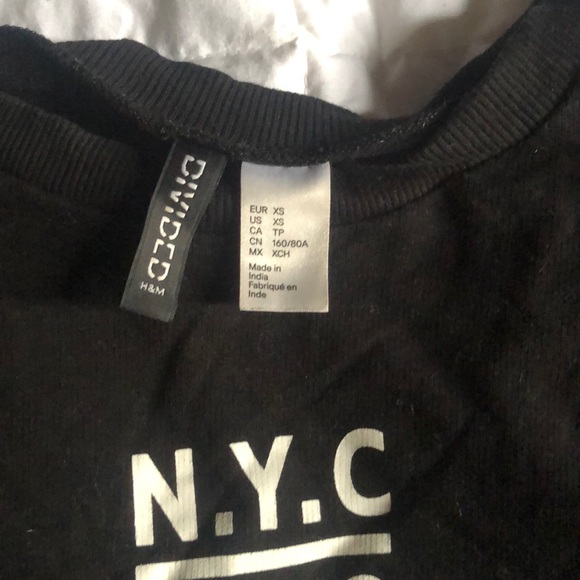 DIVIDED
H&M
EUR XS
US XS
CA TP
CN 160/80A
MX XCH
Made in
India
Fabriqué en
Inde
N.Y.C